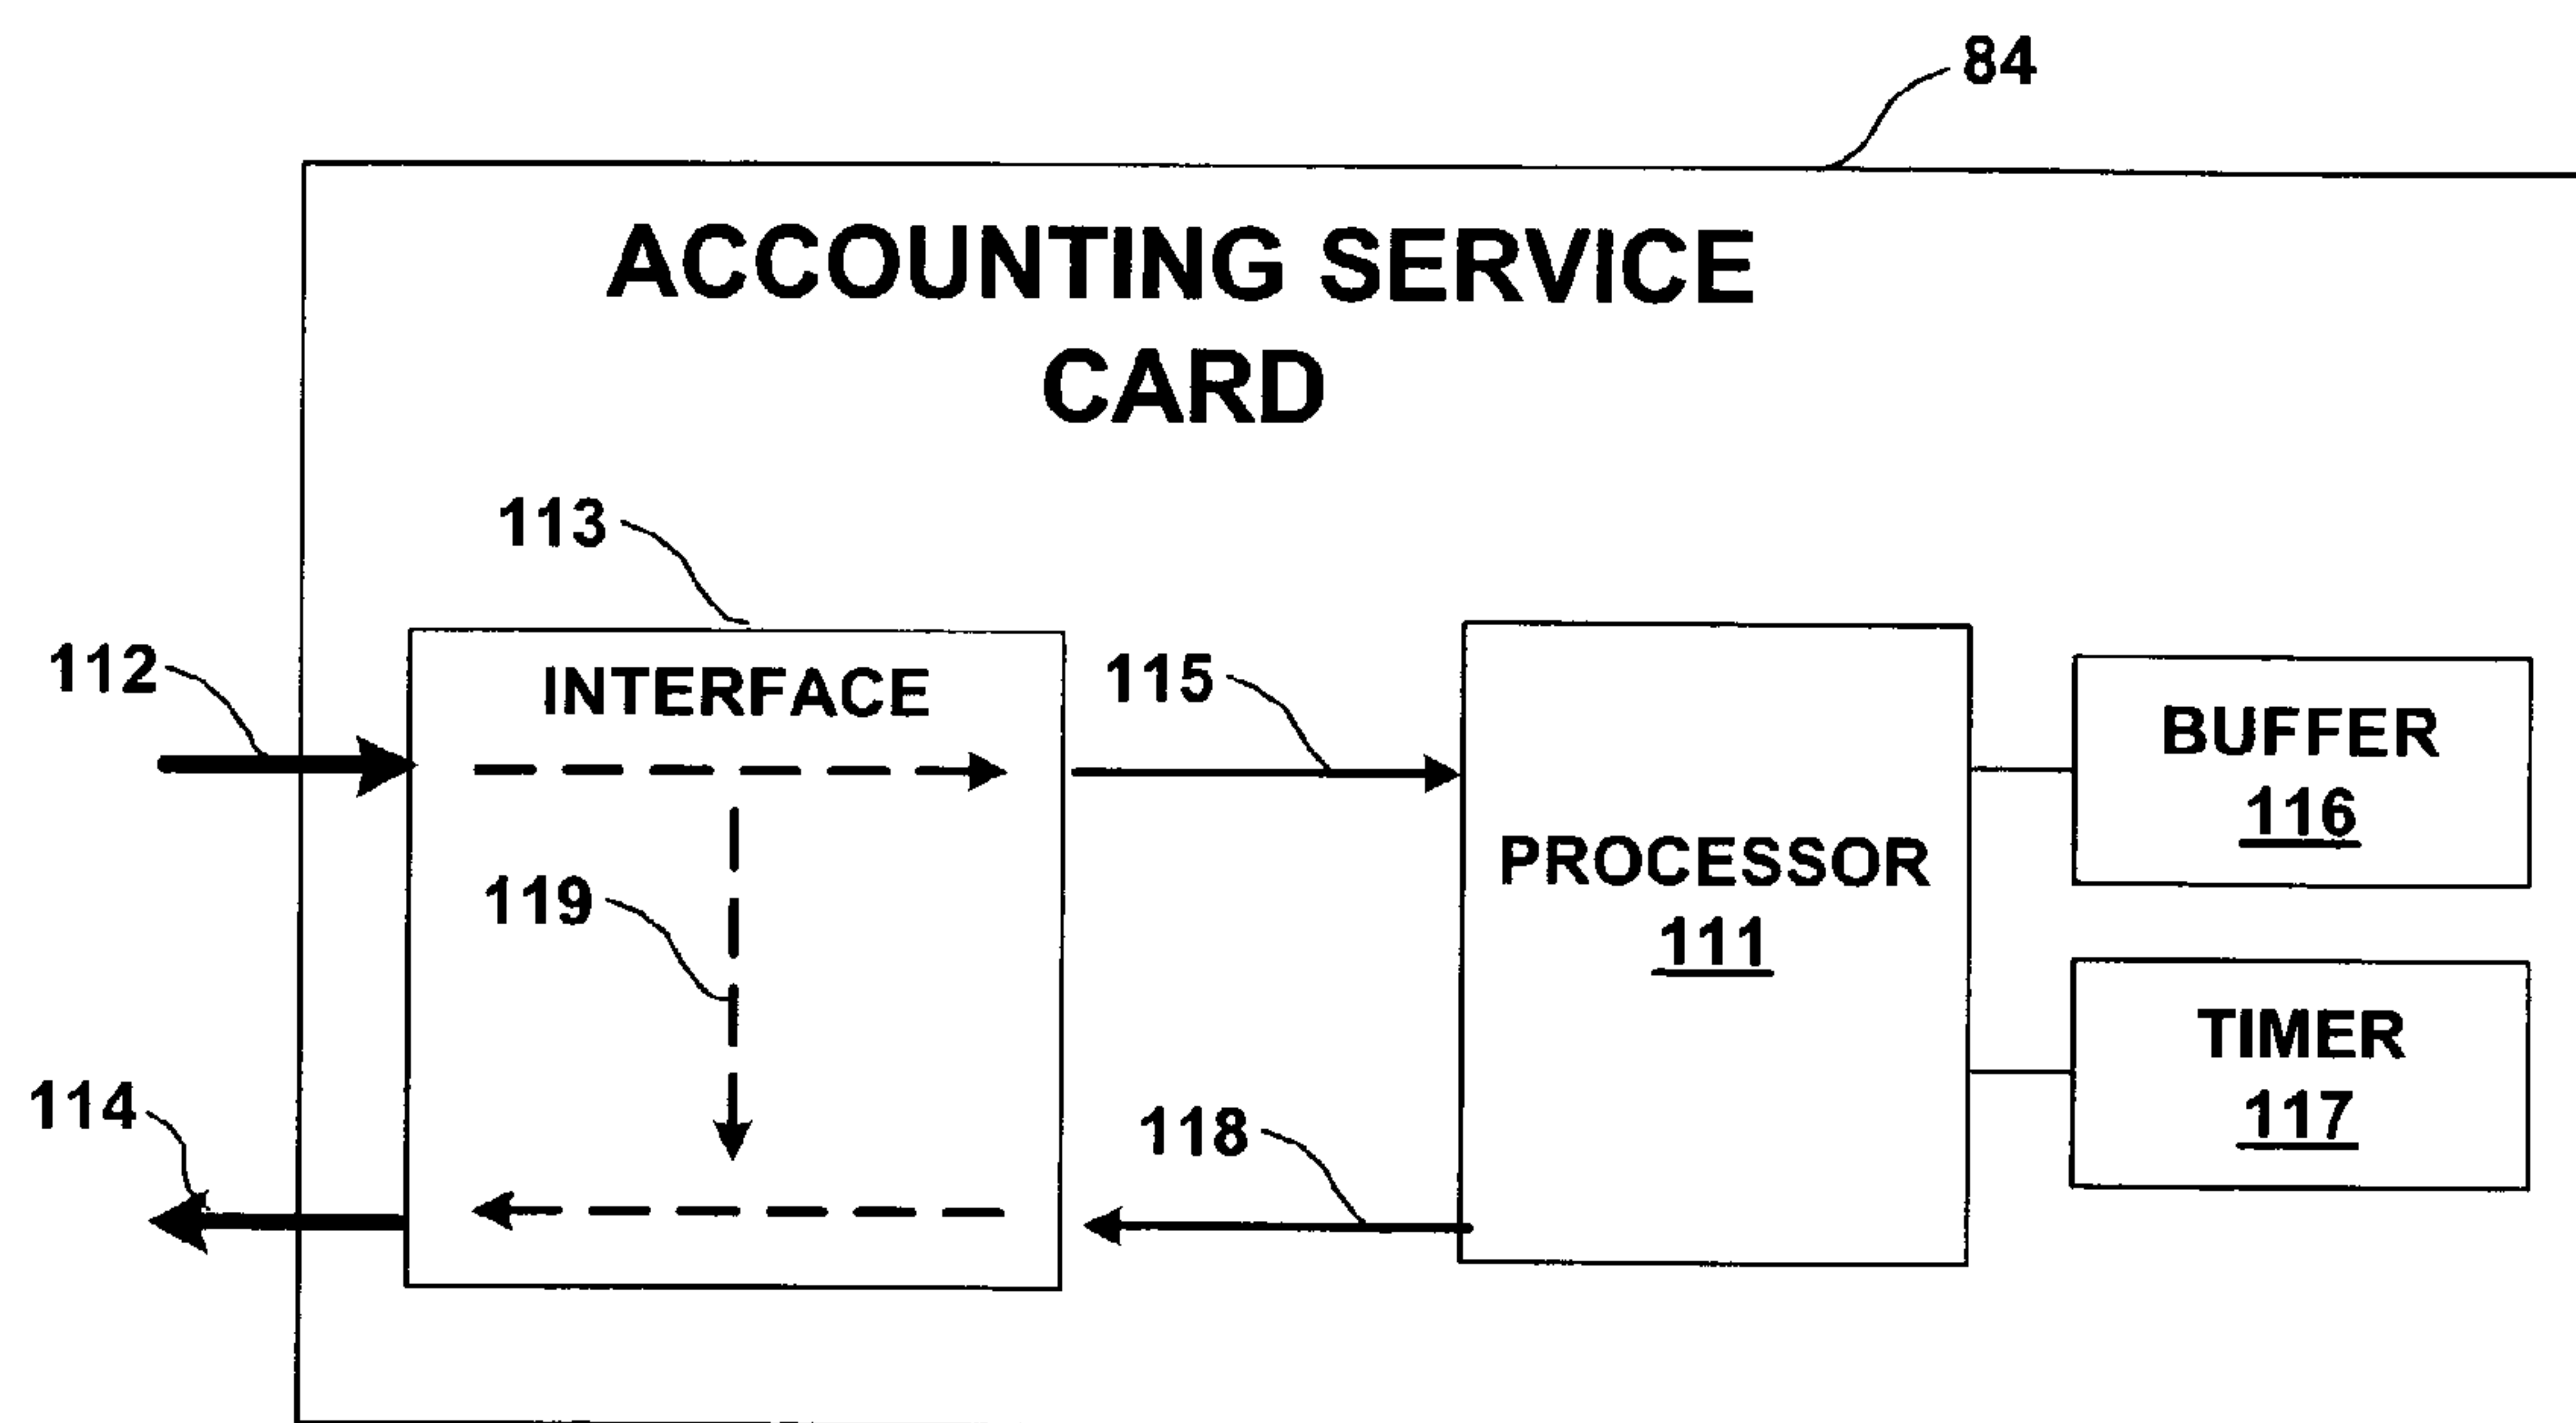 84
ACCOUNTING SERVICE
CARD
113
112
INTERFACE
115
BUFFER
116
PROCESSOR
111
119
TIMER
117
114
118